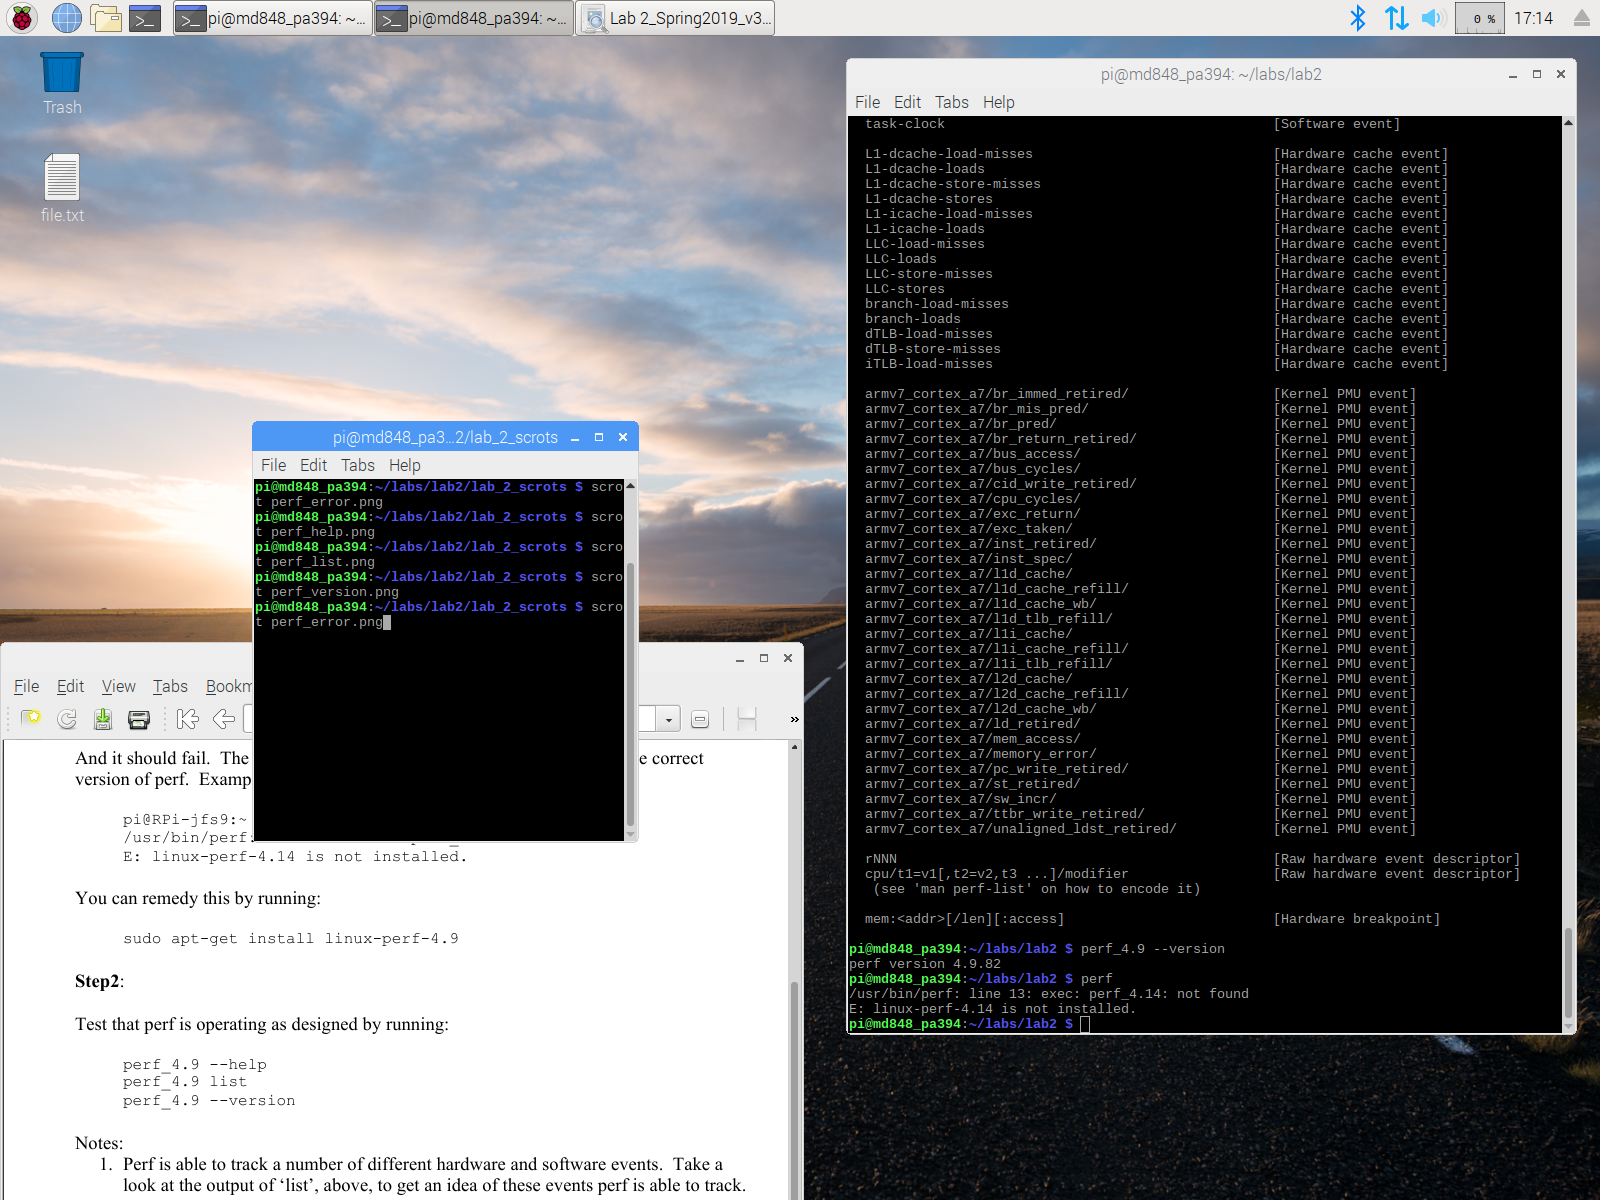 pi@md848_pa394: ~...
pi@md848_pa394: ~...
Lab 2_Spring2019_v3...
0 %
17:14
Trash
file.txt
pi@md848_pa394: ~/labs/lab2
File Edit Tabs Help
task-clock [Software event]
L1-dcache-load-misses [Hardware cache event]
L1-dcache-loads [Hardware cache event]
L1-dcache-store-misses [Hardware cache event]
L1-dcache-stores [Hardware cache event]
L1-icache-load-misses [Hardware cache event]
L1-icache-loads [Hardware cache event]
LLC-load-misses [Hardware cache event]
LLC-loads [Hardware cache event]
LLC-store-misses [Hardware cache event]
LLC-stores [Hardware cache event]
branch-load-misses [Hardware cache event]
branch-loads [Hardware cache event]
dTLB-load-misses [Hardware cache event]
dTLB-store-misses [Hardware cache event]
iTLB-load-misses [Hardware cache event]
armv7_cortex_a7/br_immed_retired/ [Kernel PMU event]
armv7_cortex_a7/br_mis_pred/ [Kernel PMU event]
armv7_cortex_a7/br_pred/ [Kernel PMU event]
armv7_cortex_a7/br_return_retired/ [Kernel PMU event]
armv7_cortex_a7/bus_access/ [Kernel PMU event]
armv7_cortex_a7/bus_cycles/ [Kernel PMU event]
armv7_cortex_a7/cid_write_retired/ [Kernel PMU event]
armv7_cortex_a7/cpu_cycles/ [Kernel PMU event]
armv7_cortex_a7/exc_return/ [Kernel PMU event]
armv7_cortex_a7/exc_taken/ [Kernel PMU event]
armv7_cortex_a7/inst_retired/ [Kernel PMU event]
armv7_cortex_a7/inst_spec/ [Kernel PMU event]
armv7_cortex_a7/l1d_cache/ [Kernel PMU event]
armv7_cortex_a7/l1d_cache_refill/ [Kernel PMU event]
armv7_cortex_a7/l1d_cache_wb/ [Kernel PMU event]
armv7_cortex_a7/l1d_tlb_refill/ [Kernel PMU event]
armv7_cortex_a7/l1i_cache/ [Kernel PMU event]
armv7_cortex_a7/l1i_cache_refill/ [Kernel PMU event]
armv7_cortex_a7/l1i_tlb_refill/ [Kernel PMU event]
armv7_cortex_a7/l2d_cache/ [Kernel PMU event]
armv7_cortex_a7/l2d_cache_refill/ [Kernel PMU event]
armv7_cortex_a7/l2d_cache_wb/ [Kernel PMU event]
armv7_cortex_a7/ld_retired/ [Kernel PMU event]
armv7_cortex_a7/mem_access/ [Kernel PMU event]
armv7_cortex_a7/memory_error/ [Kernel PMU event]
armv7_cortex_a7/pc_write_retired/ [Kernel PMU event]
armv7_cortex_a7/st_retired/ [Kernel PMU event]
armv7_cortex_a7/sw_incr/ [Kernel PMU event]
armv7_cortex_a7/ttbr_write_retired/ [Kernel PMU event]
armv7_cortex_a7/unaligned_ldst_retired/ [Kernel PMU event]
rNNN [Raw hardware event descriptor]
cpu/t1=v1[,t2=v2,t3 ...]/modifier [Raw hardware event descriptor]
(see 'man perf-list' on how to encode it)
mem:<addr>[/len][:access] [Hardware breakpoint]
pi@md848_pa394:~/labs/lab2 $ perf_4.9 --version
perf version 4.9.82
pi@md848_pa394:~/labs/lab2 $ perf
/usr/bin/perf: line 13: exec: perf_4.14: not found
E: linux-perf-4.14 is not installed.
pi@md848_pa394:~/labs/lab2 $
pi@md848_pa3...2/lab_2_scrots
File Edit Tabs Help
pi@md848_pa394:~/labs/lab2/lab_2_scrots $ scro
t perf_error.png
pi@md848_pa394:~/labs/lab2/lab_2_scrots $ scro
t perf_help.png
pi@md848_pa394:~/labs/lab2/lab_2_scrots $ scro
t perf_list.png
pi@md848_pa394:~/labs/lab2/lab_2_scrots $ scro
t perf_version.png
pi@md848_pa394:~/labs/lab2/lab_2_scrots $ scro
t perf_error.png
File Edit View Tabs Bookm
And it should fail. The e correct
version of perf. Examp
pi@RPi-jfs9:~
/usr/bin/perf:
E: linux-perf-4.14 is not installed.
You can remedy this by running:
sudo apt-get install linux-perf-4.9
Step2:
Test that perf is operating as designed by running:
perf_4.9 --help
perf_4.9 list
perf_4.9 --version
Notes:
1. Perf is able to track a number of different hardware and software events. Take a
look at the output of ‘list’, above, to get an idea of these events perf is able to track.